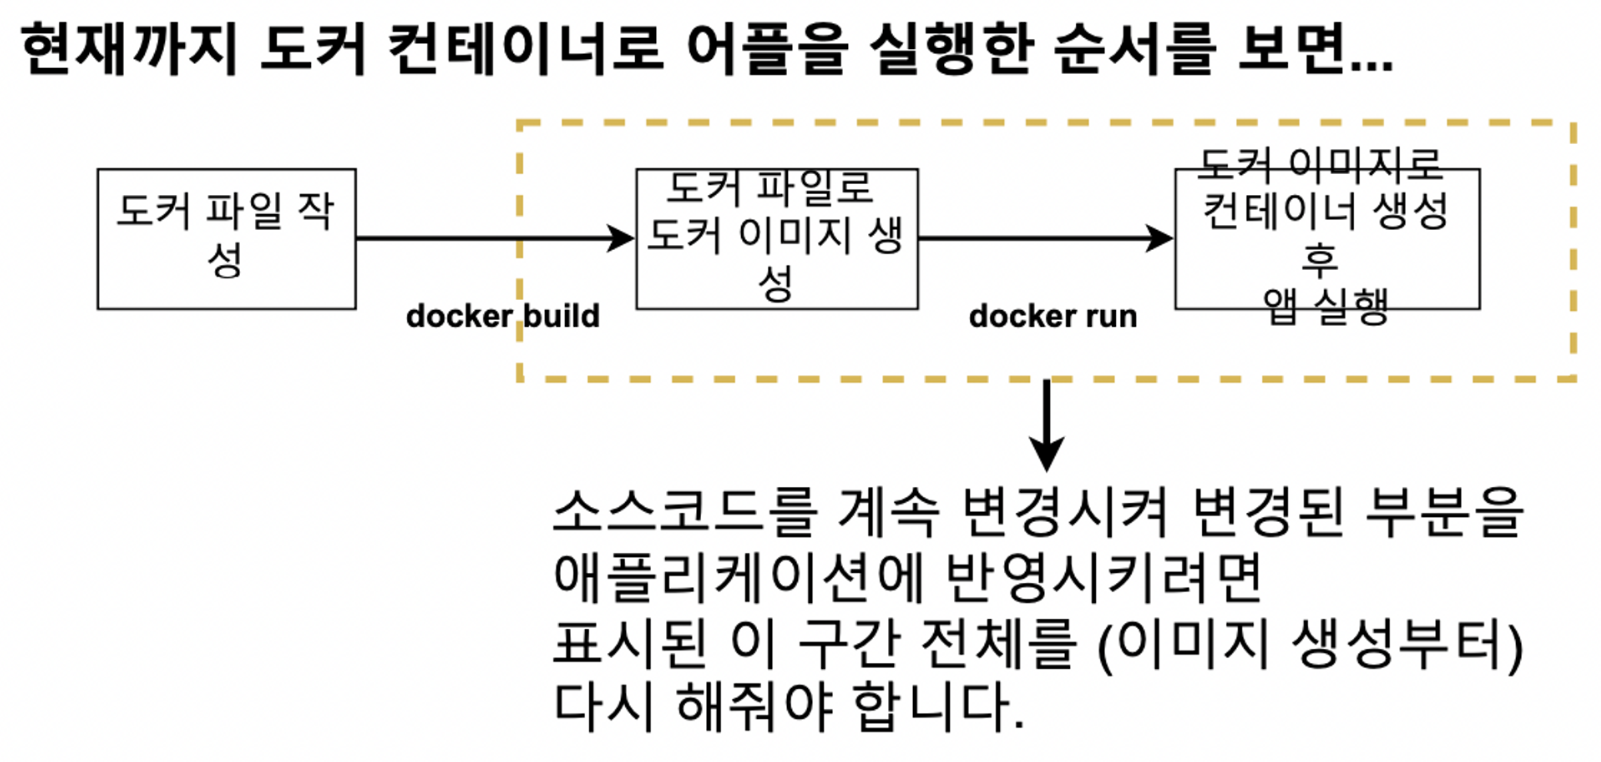 현재까지 도커 컨테이너로 어플을 실행한 순서를 보면...
도커 파일 작
성
docker build
도커 파일로
도커 이미지 생
성
docker run
도커 이미지로
컨테이너 생성
후
앱 실행
소스코드를 계속 변경시켜 변경된 부분을
애플리케이션에 반영시키려면
표시된 이 구간 전체를 (이미지 생성부터)
다시 해줘야 합니다.